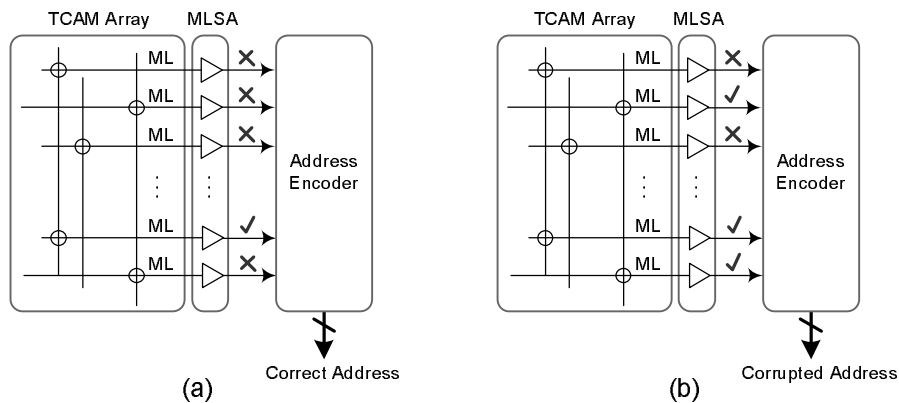 TCAM Array MLSA
ML
ML
ML
ML
ML
Address
Encoder
Correct Address
(a)
TCAM Array MLSA
ML
ML
ML
ML
ML
Address
Encoder
Corrupted Address
(b)